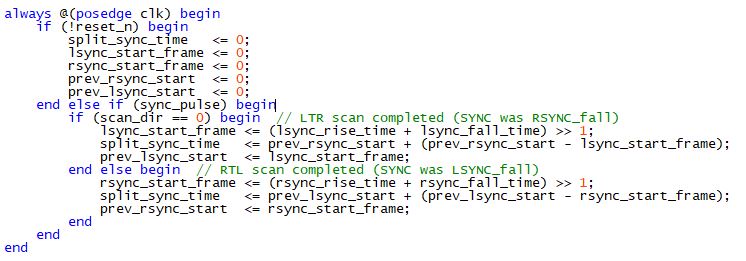 always @(posedge clk) begin
    if (!reset_n) begin
        split_sync_time   <= 0;
        lsync_start_frame <= 0;
        rsync_start_frame <= 0;
        prev_rsync_start  <= 0;
        prev_lsync_start  <= 0;
    end else if (sync_pulse) begin
        if (scan_dir == 0) begin  // LTR scan completed (SYNC was RSYNC_fall)
            lsync_start_frame <= (lsync_rise_time + lsync_fall_time) >> 1;
            split_sync_time   <= prev_rsync_start + (prev_rsync_start - lsync_start_frame);
            prev_lsync_start  <= lsync_start_frame;
        end else begin  // RTL scan completed (SYNC was LSYNC_fall)
            rsync_start_frame <= (rsync_rise_time + rsync_fall_time) >> 1;
            split_sync_time   <= prev_lsync_start + (prev_lsync_start - rsync_start_frame);
            prev_rsync_start  <= rsync_start_frame;
        end
    end
end